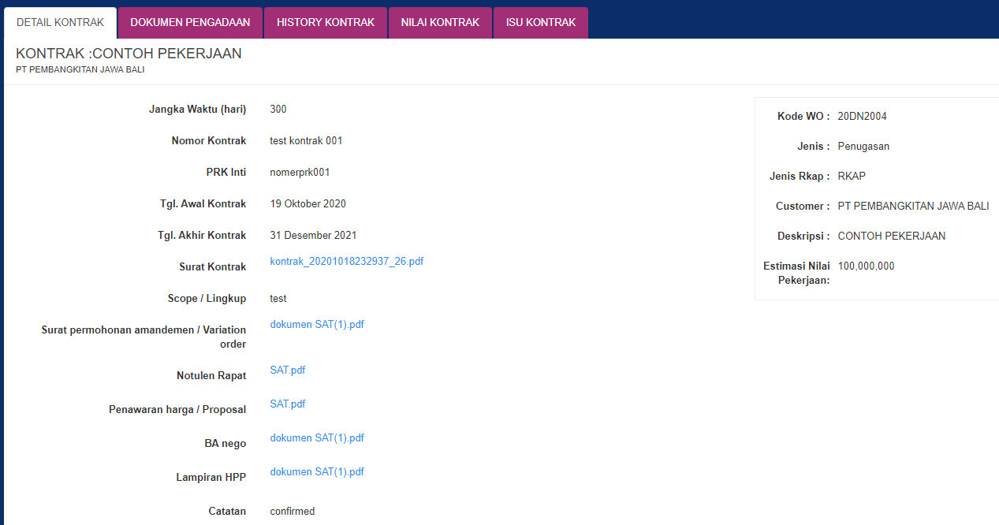 DETAIL KONTRAK
DOKUMEN PENGADAAN
HISTORY KONTRAK
NILAI KONTRAK
ISU KONTRAK
KONTRAK :CONTOH PEKERJAAN
PT PEMBANGKITAN JAWA BALI
Jangka Waktu (hari) 300
Nomor Kontrak test kontrak 001
PRK Inti nomerprk001
Tgl. Awal Kontrak 19 Oktober 2020
Tgl. Akhir Kontrak 31 Desember 2021
Surat Kontrak kontrak_20201018232937_26.pdf
Scope / Lingkup test
Surat permohonan amandemen / Variation dokumen SAT(1).pdf
order
Notulen Rapat SAT.pdf
Penawaran harga / Proposal SAT.pdf
BA nego dokumen SAT(1).pdf
Lampiran HPP dokumen SAT(1).pdf
Catatan confirmed
Kode WO : 20DN2004
Jenis : Penugasan
Jenis Rkap : RKAP
Customer : PT PEMBANGKITAN JAWA BALI
Deskripsi : CONTOH PEKERJAAN
Estimasi Nilai 100,000,000
Pekerjaan: